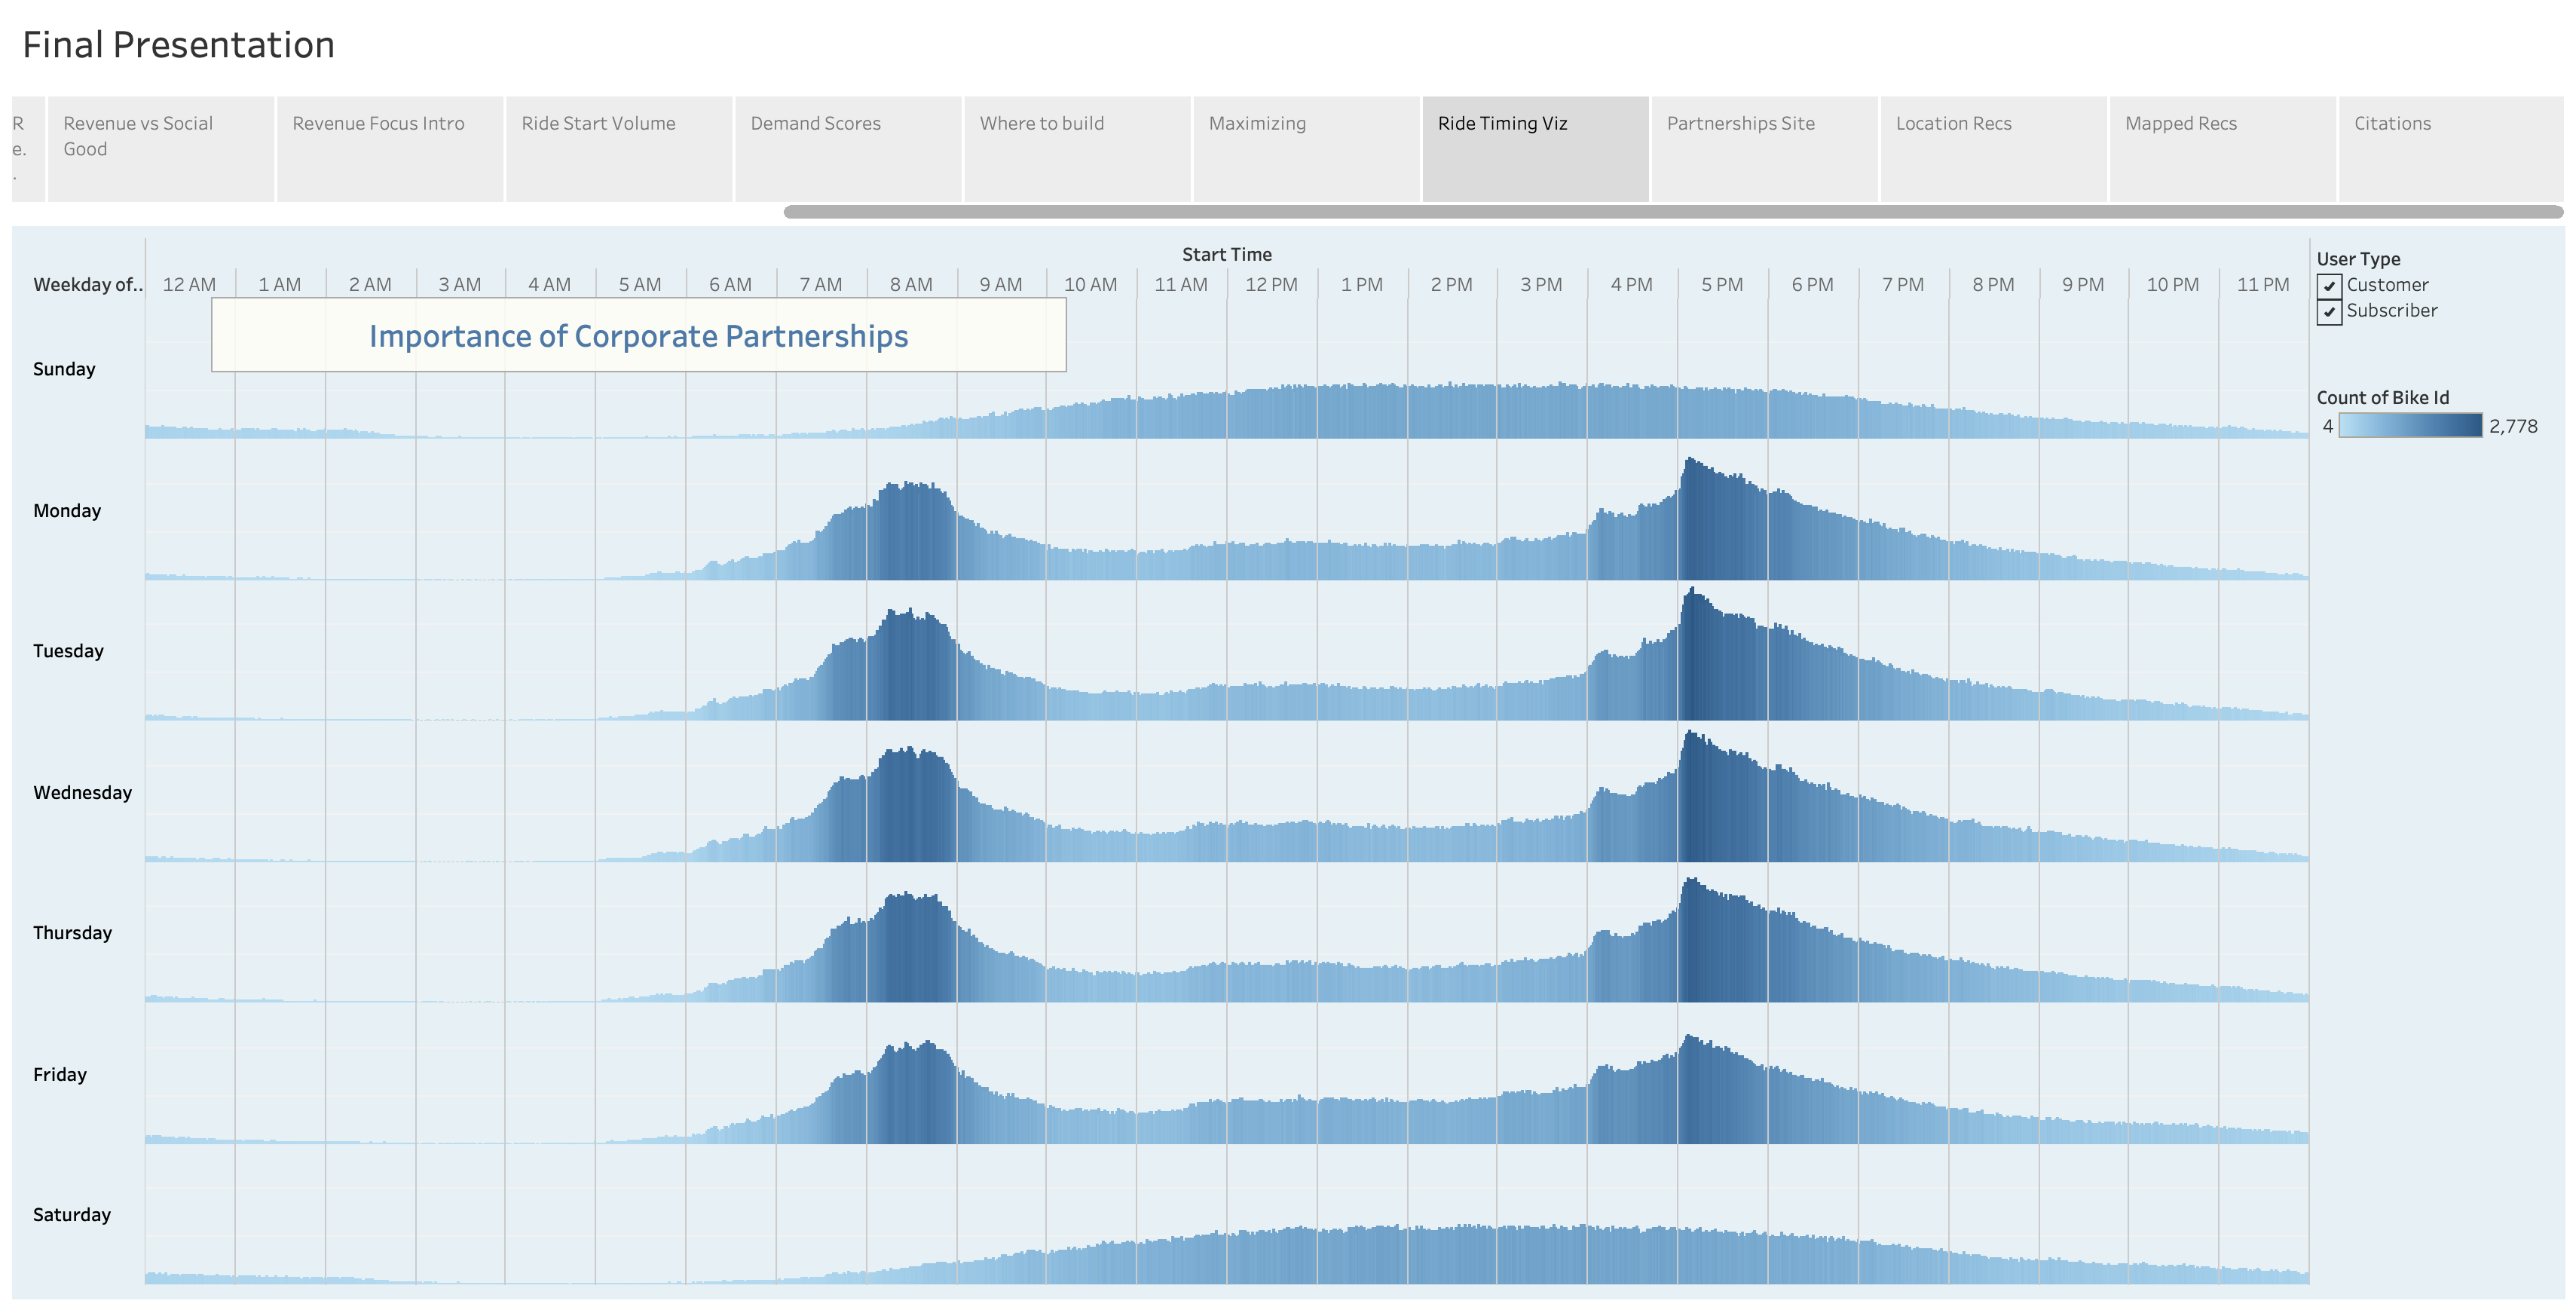 Final Presentation
R
e.
.
Revenue vs Social
Good
Revenue Focus Intro
Ride Start Volume
Demand Scores
Where to build
Maximizing
Ride Timing Viz
Partnerships Site
Location Recs
Mapped Recs
Citations
Start Time
Weekday of..
12 AM 1 AM 2 AM 3 AM 4 AM 5 AM 6 AM 7 AM 8 AM 9 AM 10 AM 11 AM 12 PM 1 PM 2 PM 3 PM 4 PM 5 PM 6 PM 7 PM 8 PM 9 PM 10 PM 11 PM
Importance of Corporate Partnerships
Sunday
Monday
Tuesday
Wednesday
Thursday
Friday
Saturday
User Type
Customer
Subscriber
Count of Bike Id
4 2,778